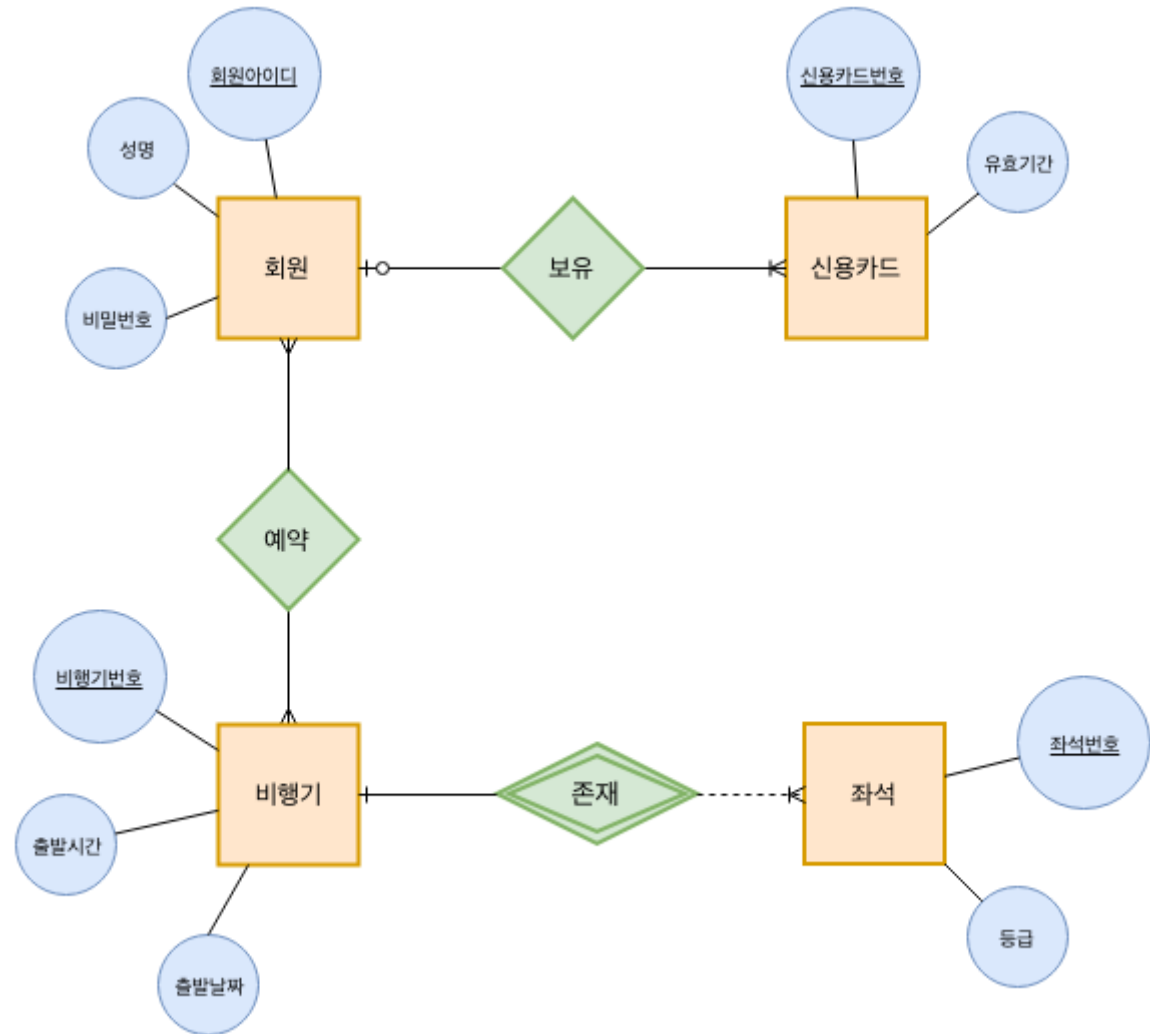 회원아이디
신용카드번호
성명
유효기간
회원
보유
신용카드
비밀번호
예약
비행기번호
좌석번호
비행기
존재
좌석
출발시간
등급
출발날짜